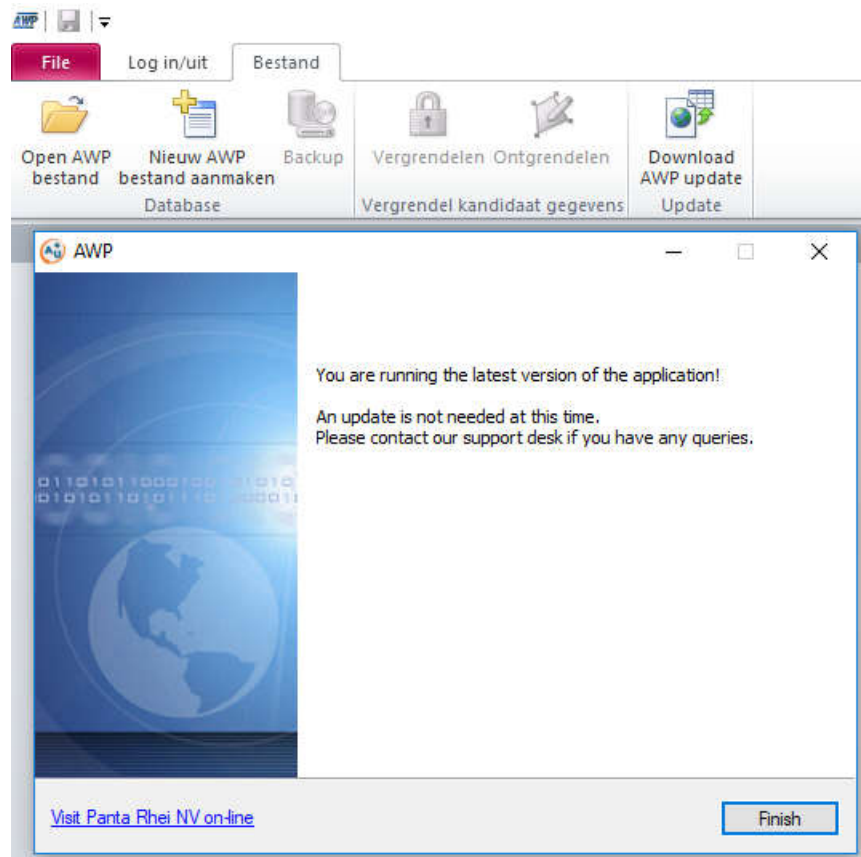 AWP
File Log in/uit Bestand
Open AWP bestand
Nieuw AWP bestand aanmaken
Backup
Vergrendelen Ontgrendelen
Download AWP update
Database Vergrendel kandidaat gegevens Update
AWP
You are running the latest version of the application!
An update is not needed at this time.
Please contact our support desk if you have any queries.
Visit Panta Rhei NV on-line
Finish